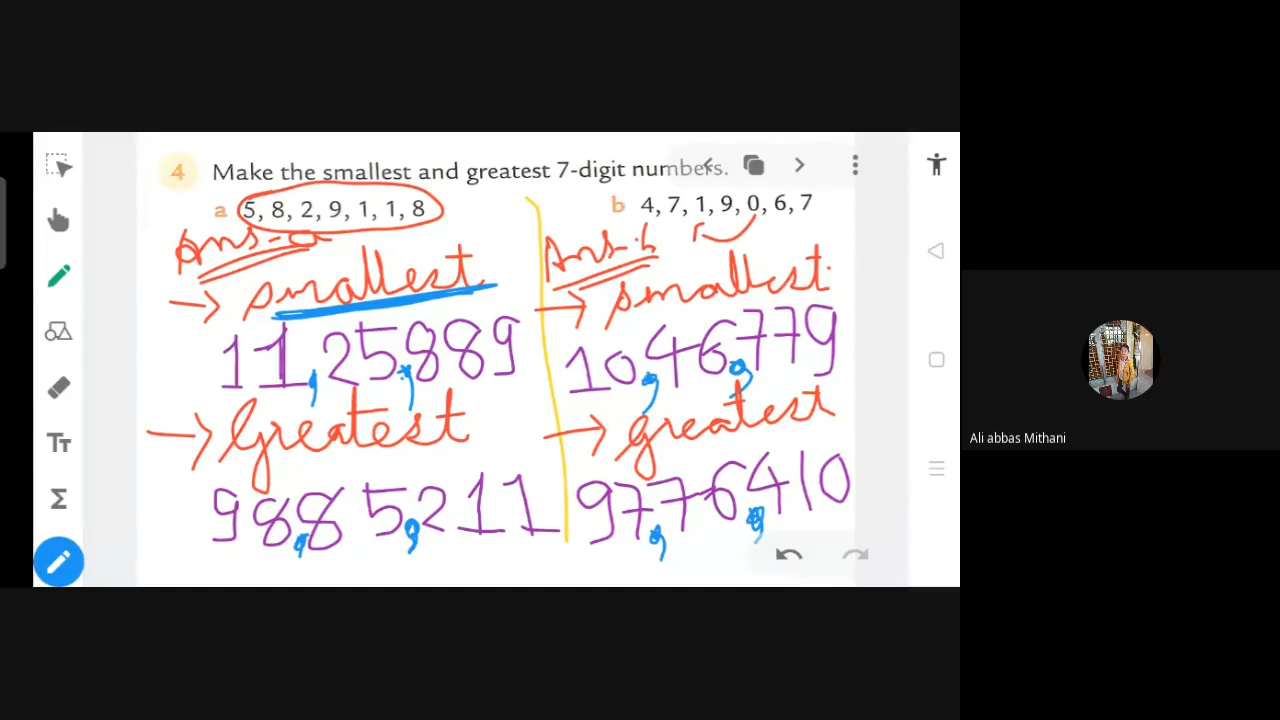 4 Make the smallest and greatest 7-digit numbers.
a 5, 8, 2, 9, 1, 1, 8
Ans-a
→ smallest
11,25,889
→ Greatest
98,85,211
b 4, 7, 1, 9, 0, 6, 7
Ans-b
→ smallest
10,46,779
→ greatest
97,76,410
Tт
Σ
Ali abbas Mithani